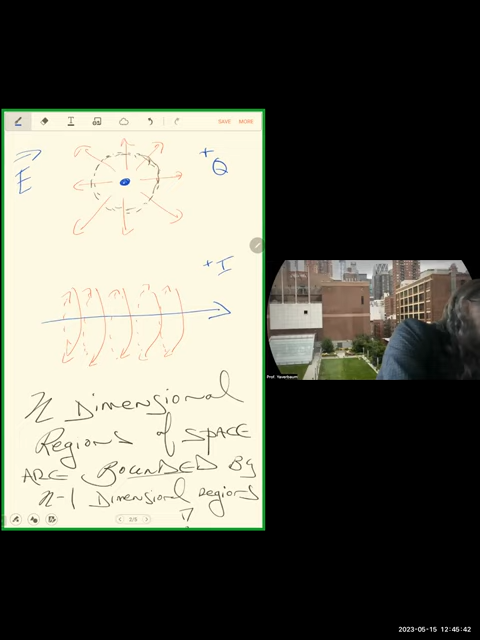 SAVE MORE
E
+Q
+I
n Dimensional
Regions of SPACE
ARE BOUNDED By
n-1 Dimensional regions
2/5
Prof. Yaverbaum
2023-05-15 12:45:42